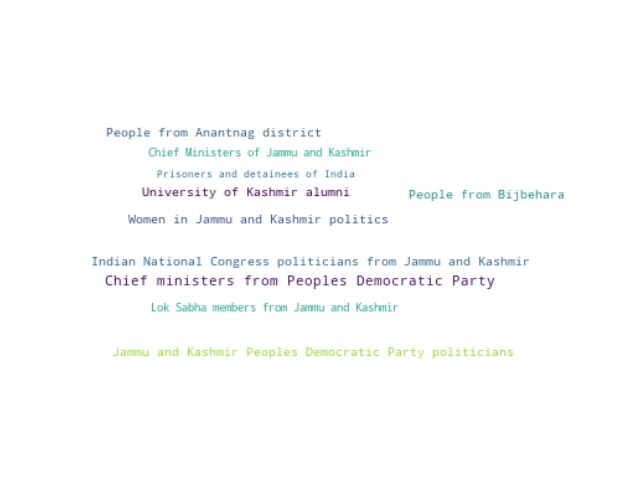 People from Anantnag district
Chief Ministers of Jammu and Kashmir
Prisoners and detainees of India
University of Kashmir alumni
People from Bijbehara
Women in Jammu and Kashmir politics
Indian National Congress politicians from Jammu and Kashmir
Chief ministers from Peoples Democratic Party
Lok Sabha members from Jammu and Kashmir
Jammu and Kashmir Peoples Democratic Party politicians